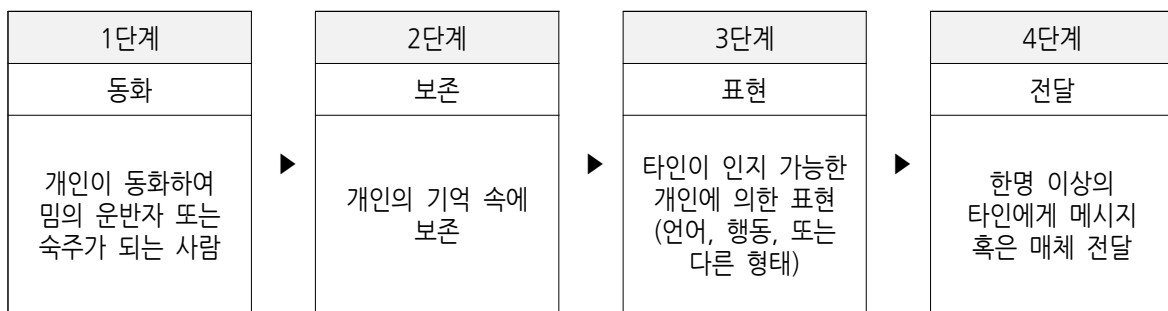 1단계
동화
개인이 동화하여
밈의 운반자 또는
숙주가 되는 사람
▶
2단계
보존
개인의 기억 속에
보존
▶
3단계
표현
타인이 인지 가능한
개인에 의한 표현
(언어, 행동, 또는
다른 형태)
▶
4단계
전달
한명 이상의
타인에게 메시지
혹은 매체 전달